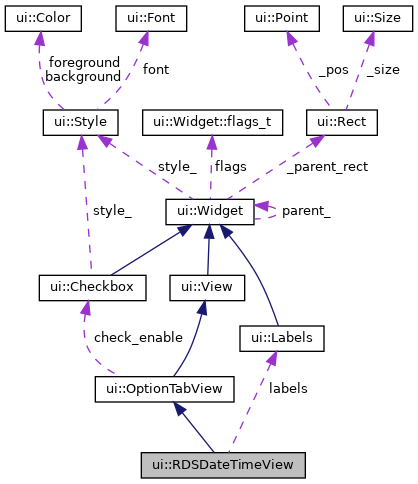 ui::Color
ui::Font
ui::Point
ui::Size
foreground
background
font
_pos
_size
ui::Style
ui::Widget::flags_t
ui::Rect
style_
flags
_parent_rect
ui::Widget
parent_
style_
ui::Checkbox
ui::View
ui::Labels
check_enable
ui::OptionTabView
labels
ui::RDSDateTimeView